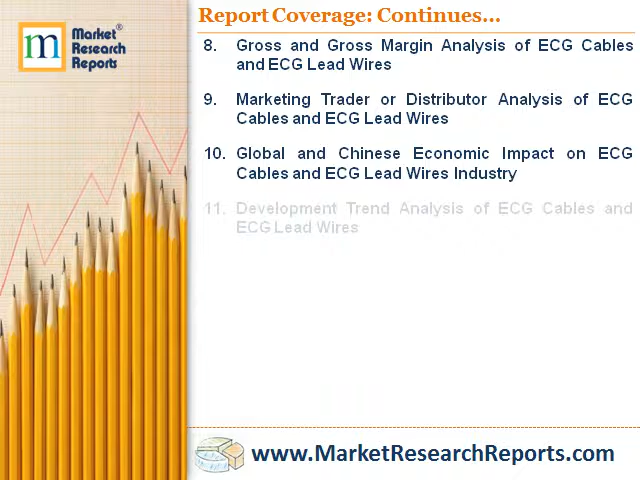 Report Coverage: Continues...
m
Market®
Research
Reports
8. Gross and Gross Margin Analysis of ECG Cables
and ECG Lead Wires
9. Marketing Trader or Distributor Analysis of ECG
Cables and ECG Lead Wires
10. Global and Chinese Economic Impact on ECG
Cables and ECG Lead Wires Industry
11. Development Trend Analysis of ECG Cables and
ECG Lead Wires
www.MarketResearchReports.com